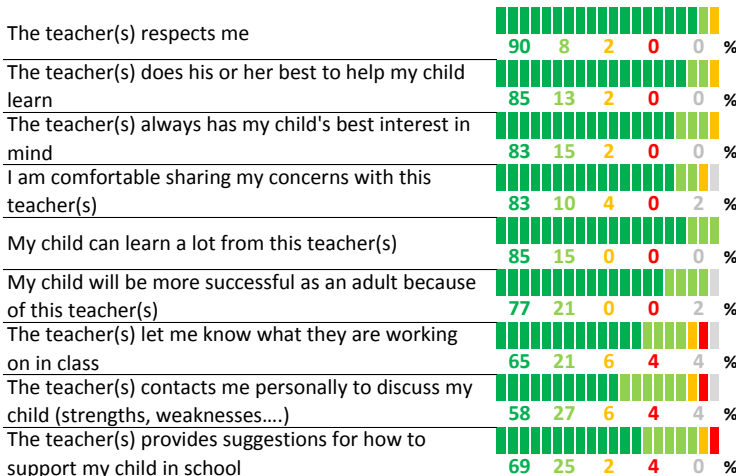 The teacher(s) respects me
90 8 2 0 0 %
The teacher(s) does his or her best to help my child
learn
85 13 2 0 0 %
The teacher(s) always has my child's best interest in
mind
83 15 2 0 0 %
I am comfortable sharing my concerns with this
teacher(s)
83 10 4 0 2 %
My child can learn a lot from this teacher(s)
85 15 0 0 0 %
My child will be more successful as an adult because
of this teacher(s)
77 21 0 0 2 %
The teacher(s) let me know what they are working
on in class
65 21 6 4 4 %
The teacher(s) contacts me personally to discuss my
child (strengths, weaknesses....)
58 27 6 4 4 %
The teacher(s) provides suggestions for how to
support my child in school
69 25 2 4 0 %